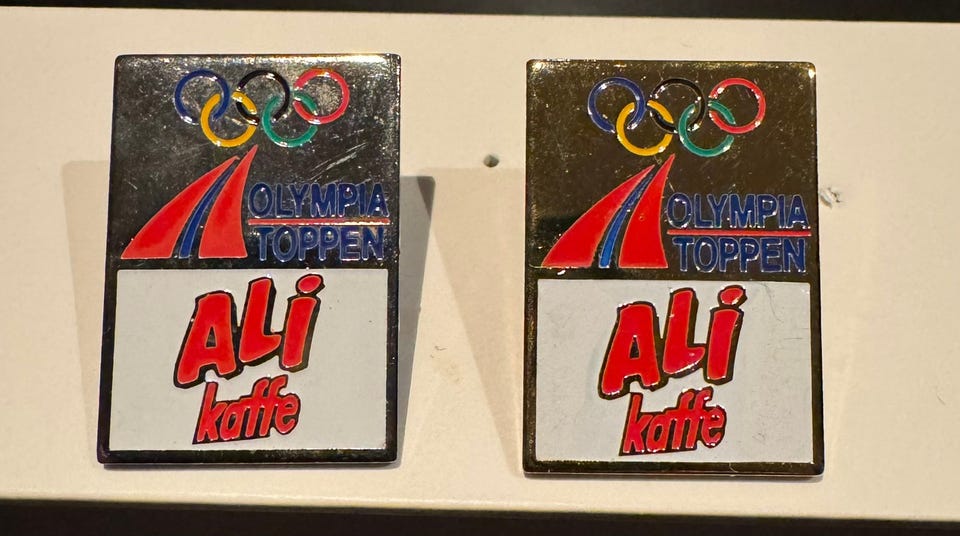 OLYMPIA
TOPPEN
ALi
kaffe
OLYMPIA
TOPPEN
ALi
kaffe